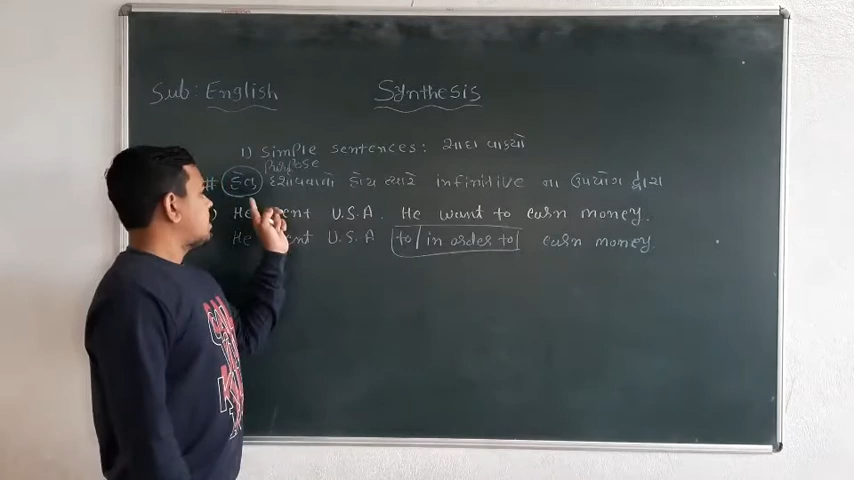 Sub: English
Synthesis
1) Simple sentences: સાદા વાક્યો
Purpose
# હેતુ દર્શાવવાનો હોય ત્યારે infinitive ના ઉપયોગ દ્વારા
) He went U.S.A. He want to earn money.
He went U.S.A to/in order to earn money.